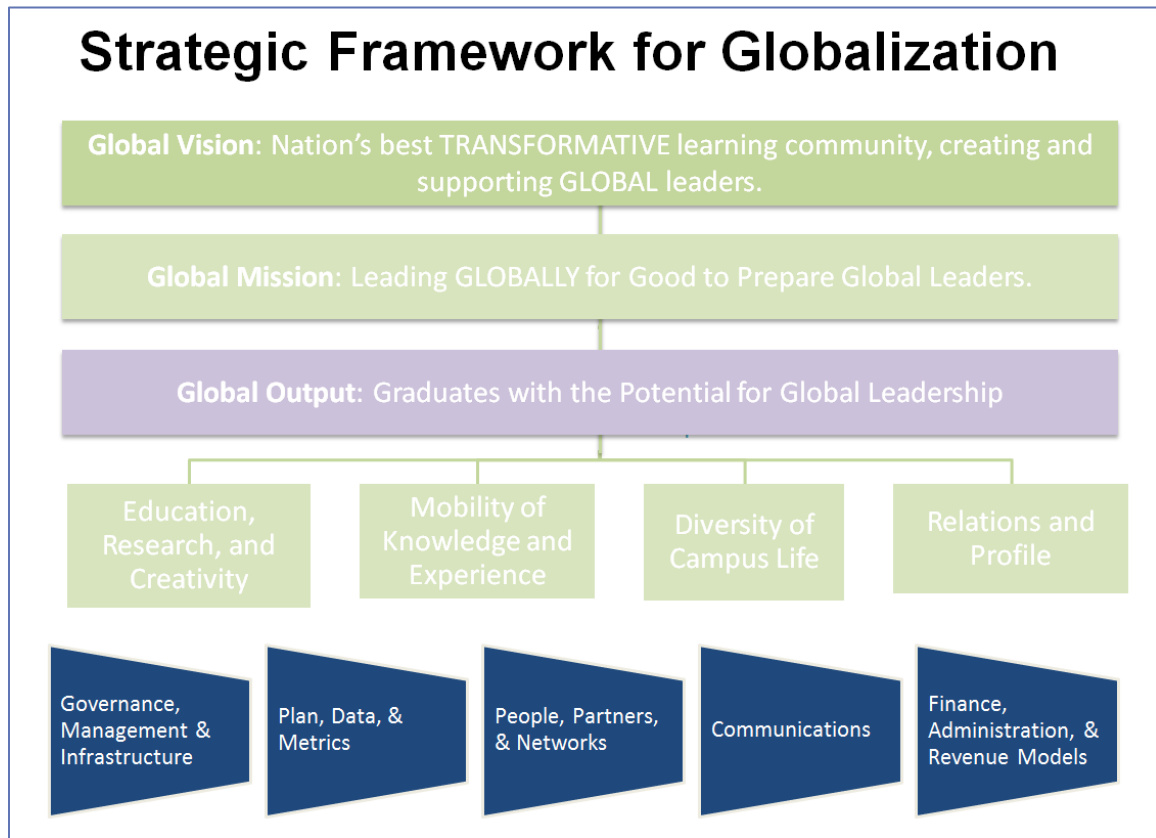 Strategic Framework for Globalization
Global Vision: Nation's best TRANSFORMATIVE learning community, creating and
supporting GLOBAL leaders.
Global Mission: Leading GLOBALLY for Good to Prepare Global Leaders.
Global Output: Graduates with the Potential for Global Leadership
Education,
Research, and
Creativity
Mobility of
Knowledge and
Experience
Diversity of
Campus Life
Relations and
Profile
Governance,
Management &
Infrastructure
Plan, Data, &
Metrics
People, Partners,
& Networks
Communications
Finance,
Administration, &
Revenue Models